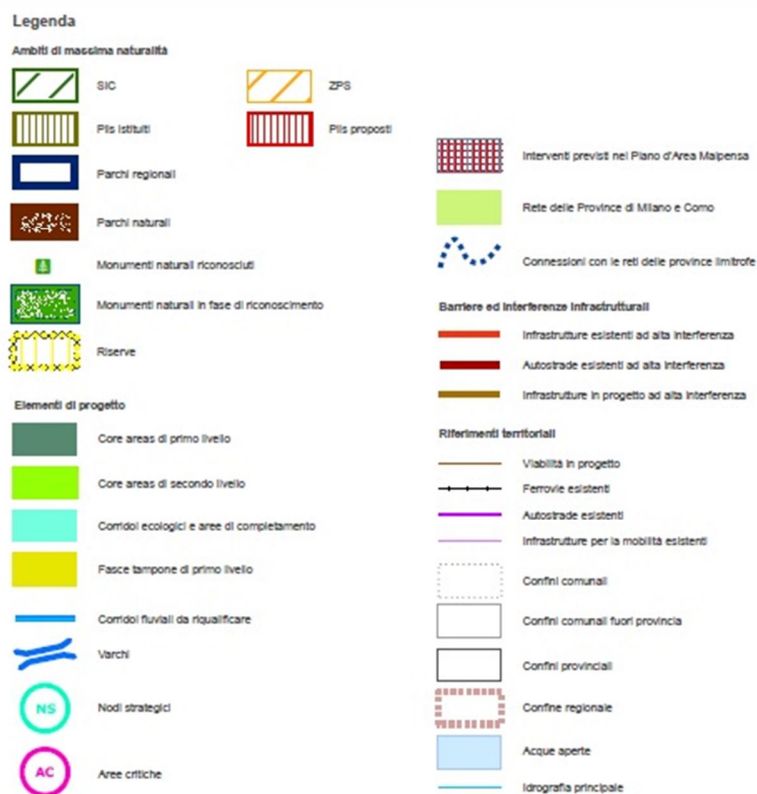 Legenda
Ambiti di massima naturalità
SIC
ZPS
Plis istituiti
Plis proposti
Parchi regionali
Parchi naturali
Monumenti naturali riconosciuti
Monumenti naturali in fase di riconoscimento
Riserve
Elementi di progetto
Core areas di primo livello
Core areas di secondo livello
Corridoi ecologici e aree di completamento
Fasce tampone di primo livello
Corridoi fluviali da riqualificare
Varchi
NS
Nodi strategici
AC
Aree critiche
Interventi previsti nel Piano d'Area Malpensa
Rete delle Province di Milano e Como
Connessioni con le reti delle province limitrofe
Barriere ed Interferenze Infrastrutturali
Infrastrutture esistenti ad alta interferenza
Autostrade esistenti ad alta interferenza
Infrastrutture in progetto ad alta interferenza
Riferimenti territoriali
Viabilità in progetto
Ferrovie esistenti
Autostrade esistenti
Infrastrutture per la mobilità esistenti
Confini comunali
Confini comunali fuori provincia
Confini provinciali
Confine regionale
Acque aperte
Idrografia principale